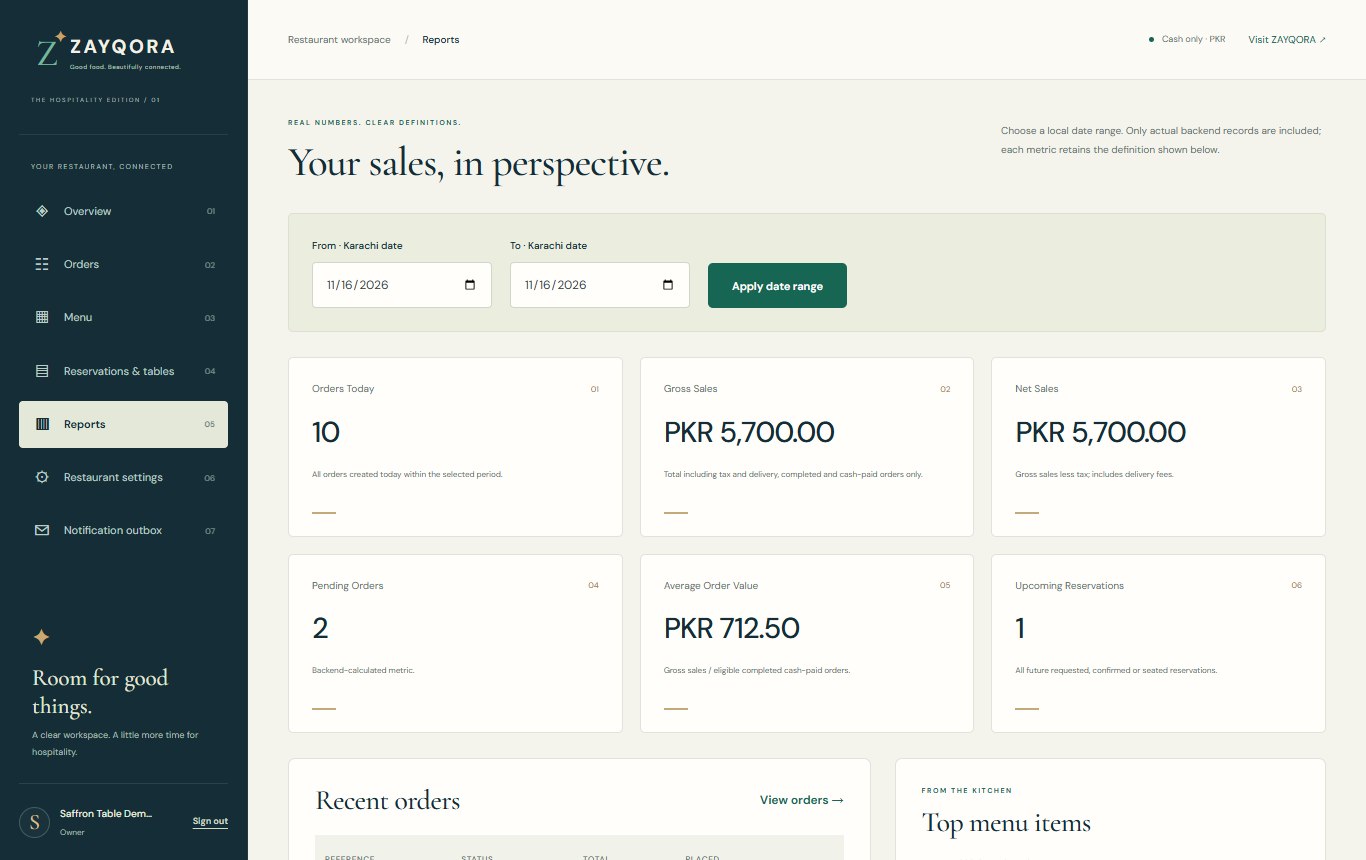 ZAYQORA
Good food. Beautifully connected.
THE HOSPITALITY EDITION / 01
YOUR RESTAURANT, CONNECTED
Overview 01
Orders 02
Menu 03
Reservations & tables 04
Reports 05
Restaurant settings 06
Notification outbox 07
Room for good
things.
A clear workspace. A little more time for
hospitality.
S
Saffron Table Dem...
Owner
Sign out
Restaurant workspace / Reports
Cash only · PKR
Visit ZAYQORA ↗
REAL NUMBERS. CLEAR DEFINITIONS.
Your sales, in perspective.
Choose a local date range. Only actual backend records are included;
each metric retains the definition shown below.
From · Karachi date
11/16/2026
To · Karachi date
11/16/2026
Apply date range
Orders Today 01
10
All orders created today within the selected period.
Gross Sales 02
PKR 5,700.00
Total including tax and delivery, completed and cash-paid orders only.
Net Sales 03
PKR 5,700.00
Gross sales less tax; includes delivery fees.
Pending Orders 04
2
Backend-calculated metric.
Average Order Value 05
PKR 712.50
Gross sales / eligible completed cash-paid orders.
Upcoming Reservations 06
1
All future requested, confirmed or seated reservations.
Recent orders
View orders →
REFERENCE STATUS TOTAL PLACED
FROM THE KITCHEN
Top menu items